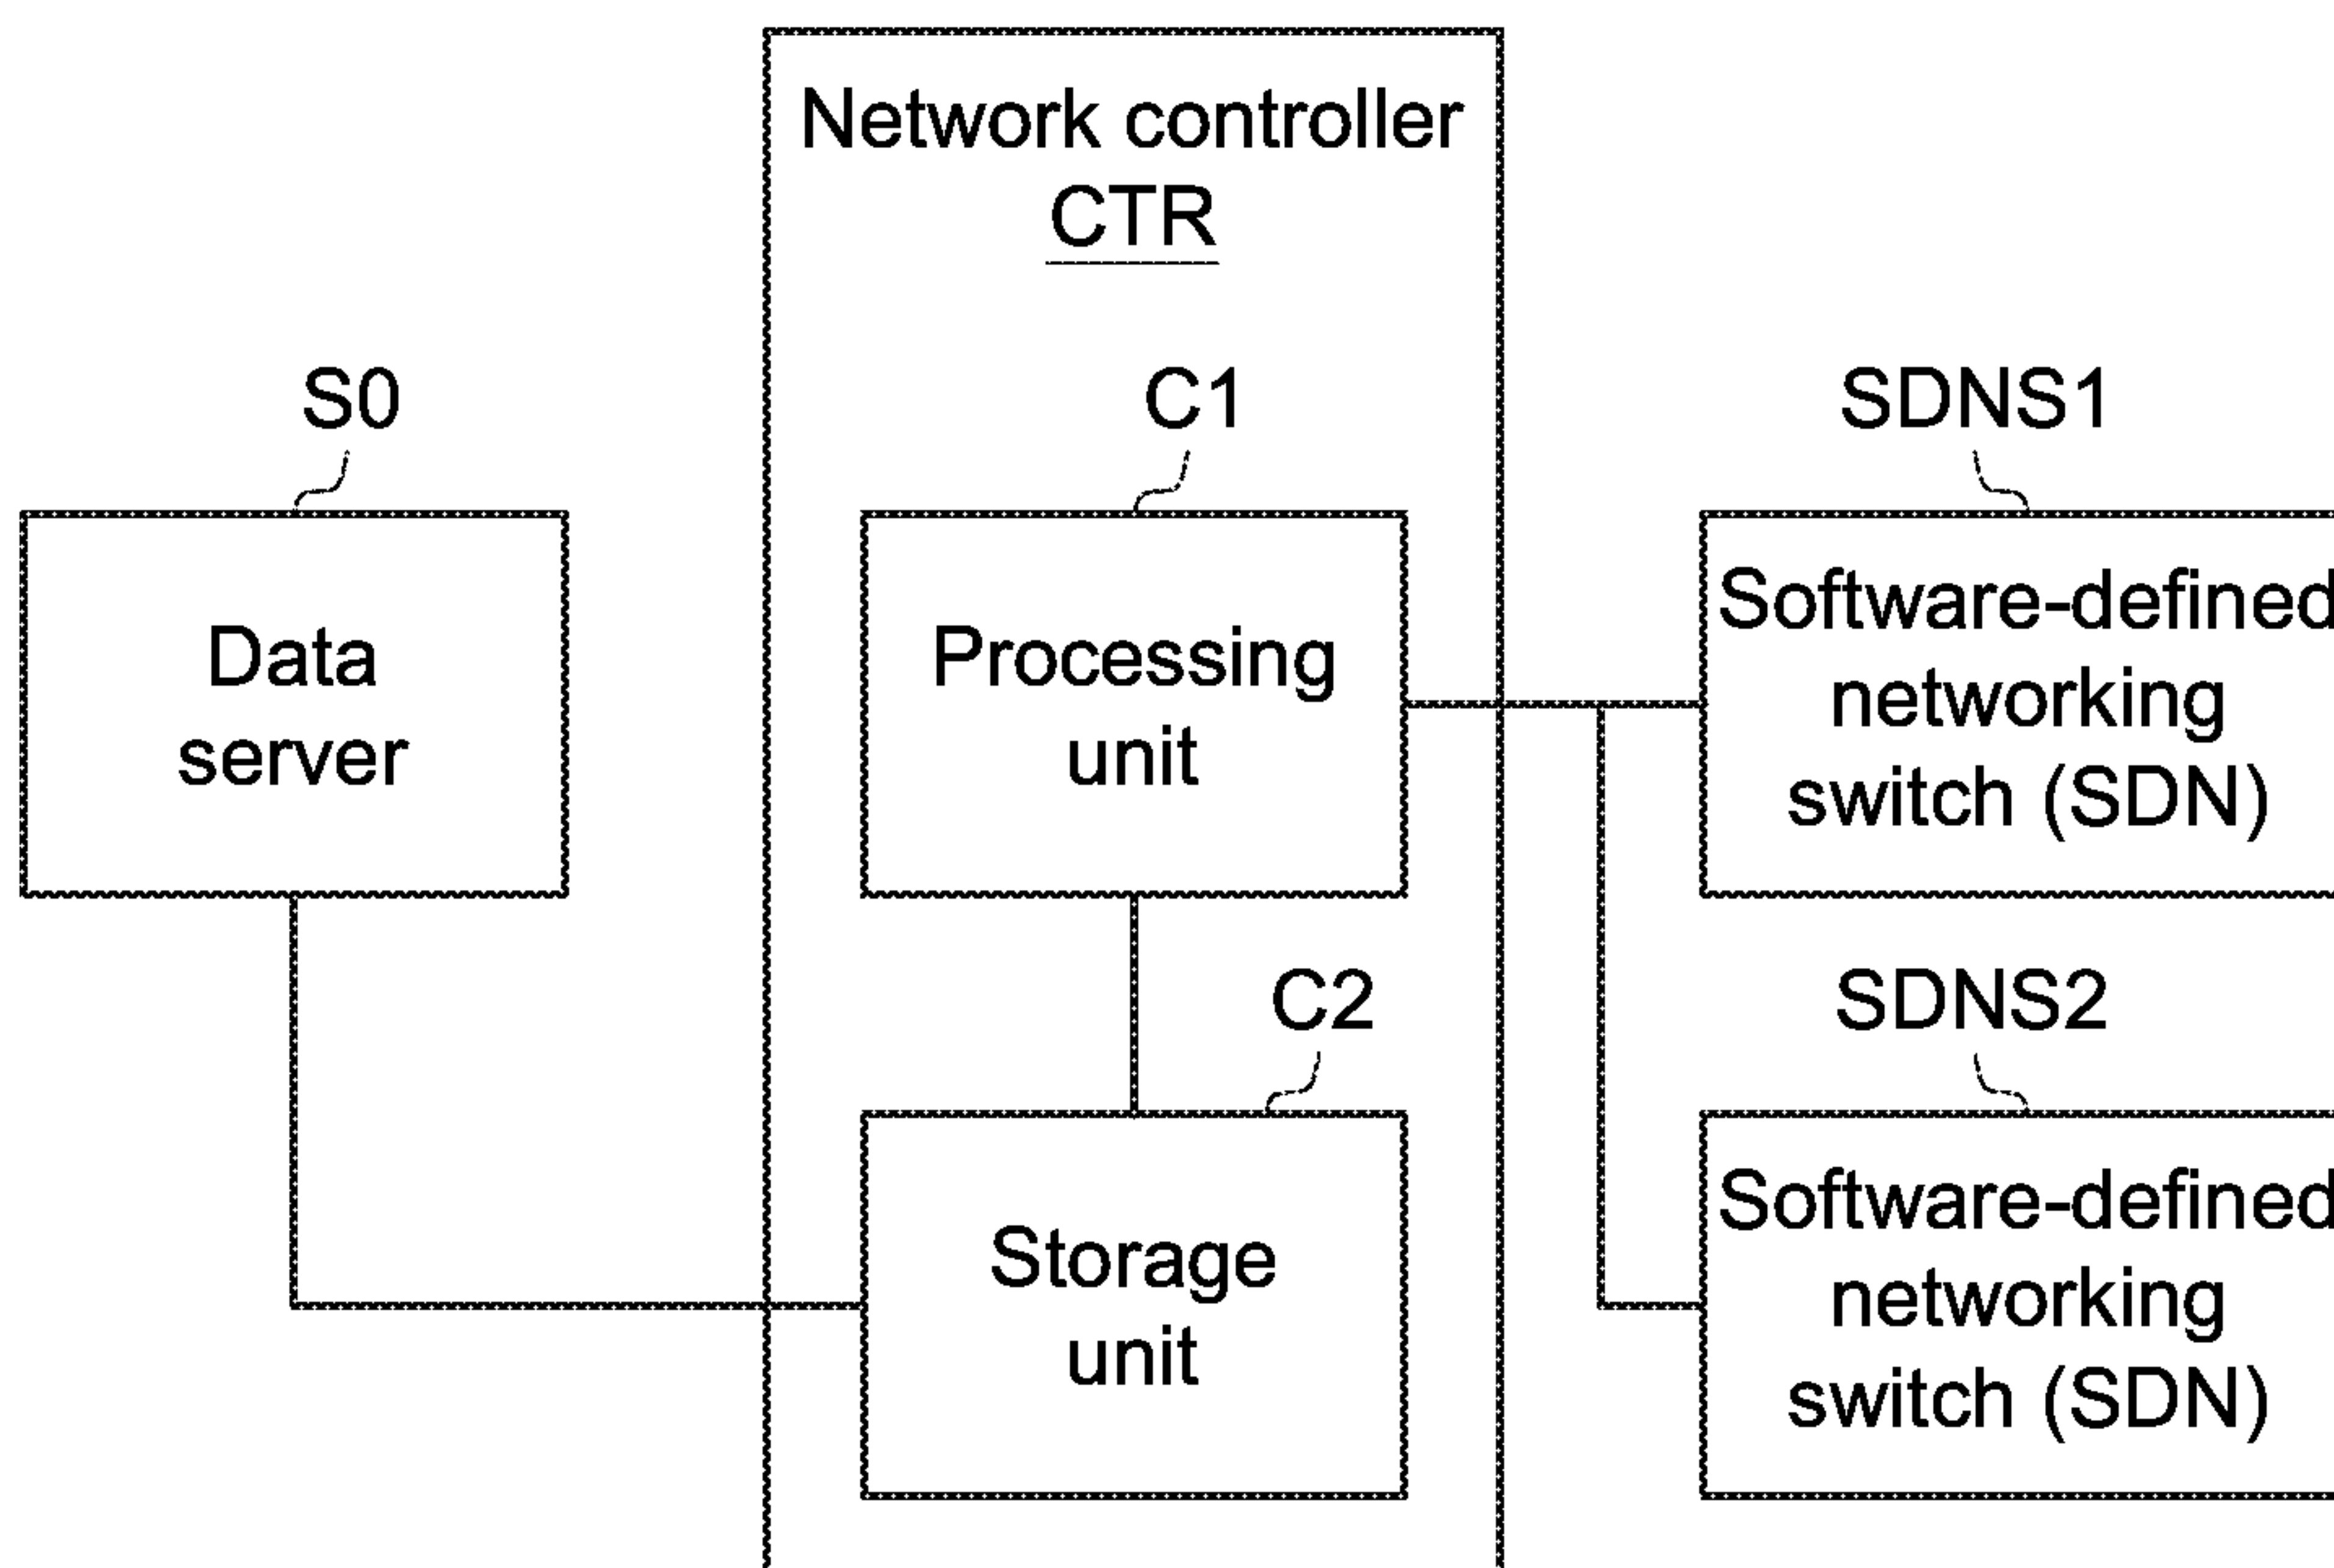 Network controller
CTR
S0
C1
SDNS1
Data
server
Processing
unit
Software-defined
networking
switch (SDN)
C2
SDNS2
Storage
unit
Software-defined
networking
switch (SDN)